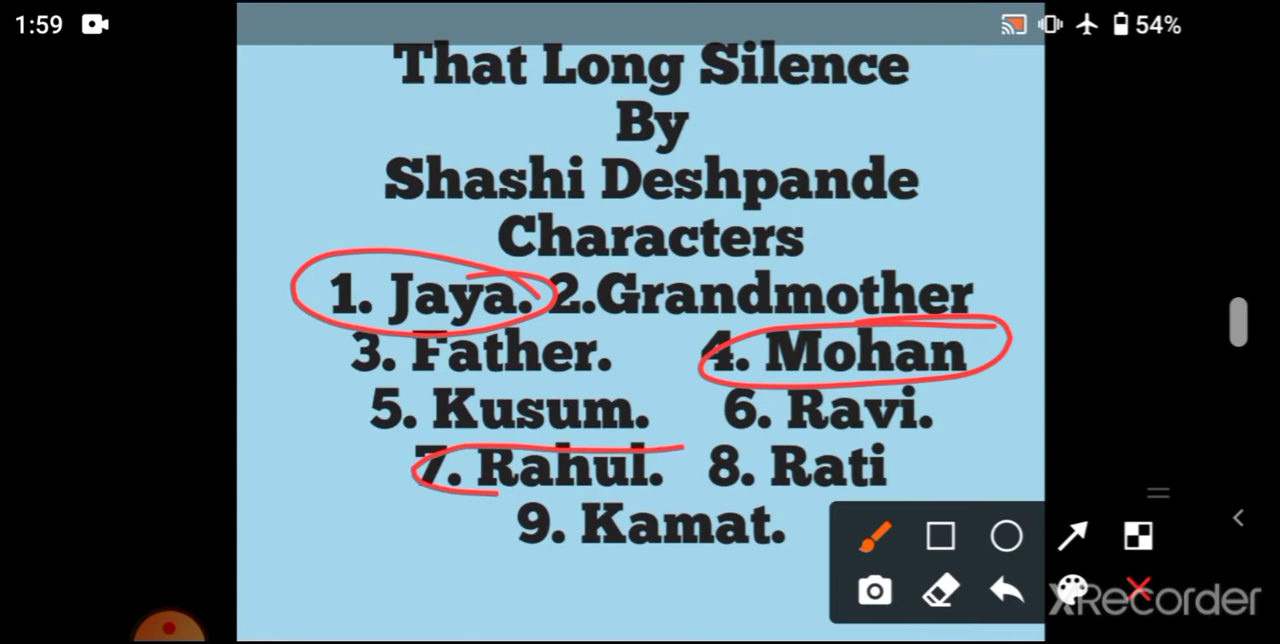 1:59
54%
That Long Silence
By
Shashi Deshpande
Characters
1. Jaya. 2.Grandmother
3. Father. 4. Mohan
5. Kusum. 6. Ravi.
7. Rahul. 8. Rati
9. Kamat.
XRecorder